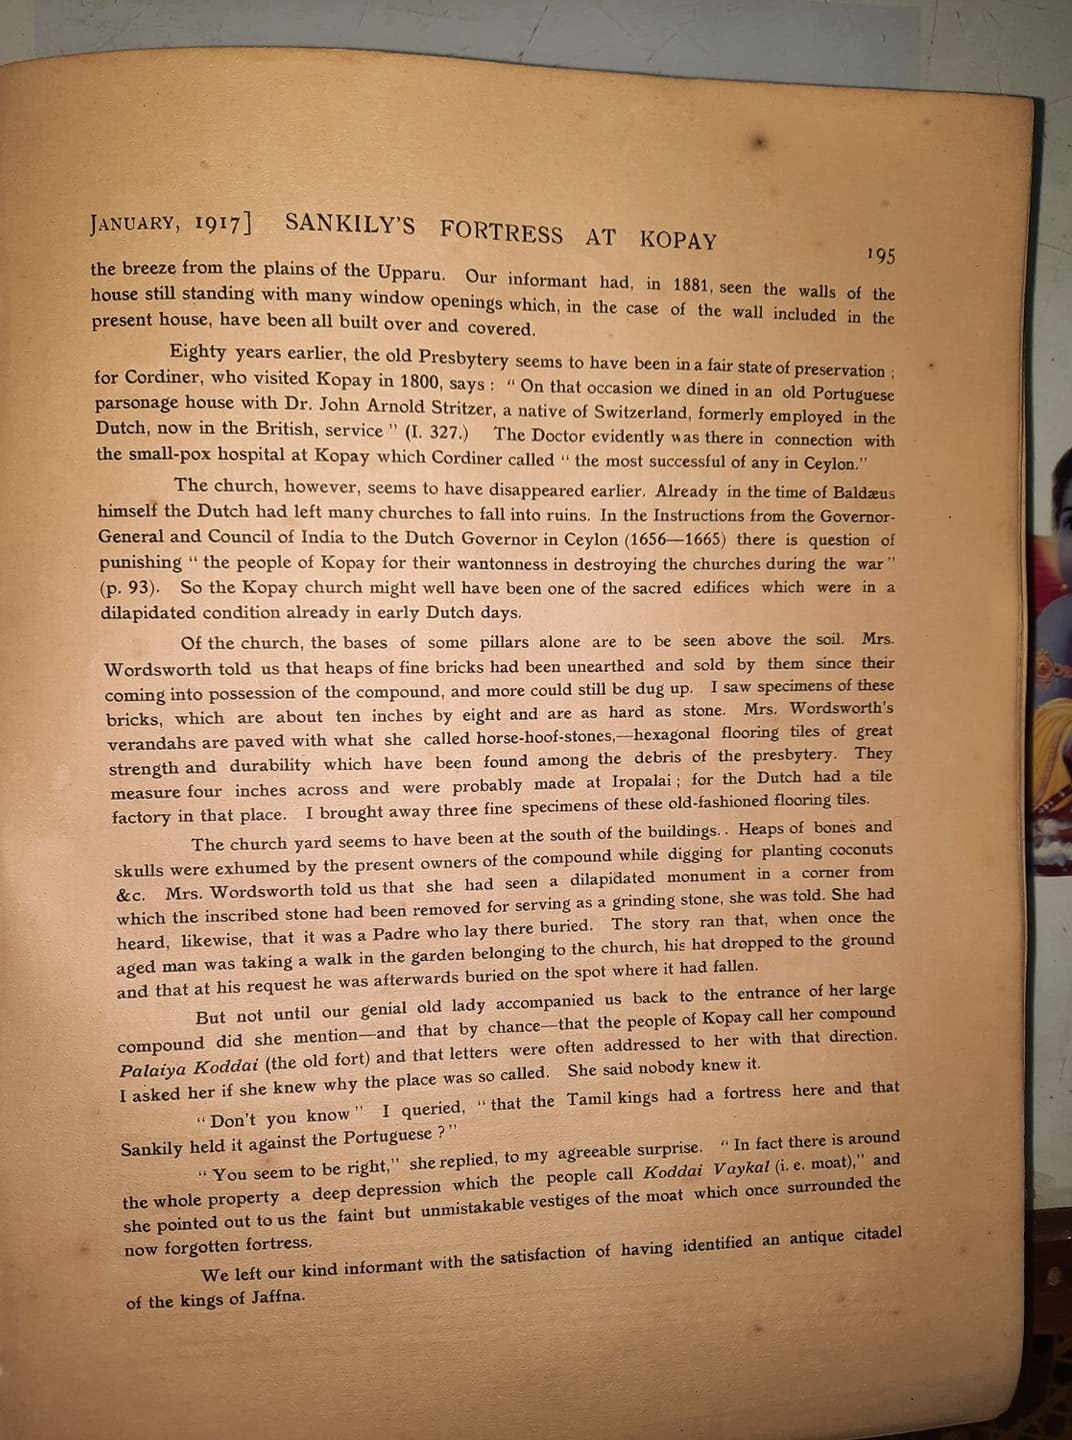 JANUARY, 1917] SANKILY'S FORTRESS AT KOPAY 195
the breeze from the plains of the Upparu. Our informant had, in 1881, seen the walls of the
house still standing with many window openings which, in the case of the wall included in the
present house, have been all built over and covered.
Eighty years earlier, the old Presbytery seems to have been in a fair state of preservation ;
for Cordiner, who visited Kopay in 1800, says : “ On that occasion we dined in an old Portuguese
parsonage house with Dr. John Arnold Stritzer, a native of Switzerland, formerly employed in the
Dutch, now in the British, service ” (I. 327.) The Doctor evidently was there in connection with
the small-pox hospital at Kopay which Cordiner called “ the most successful of any in Ceylon.”
The church, however, seems to have disappeared earlier. Already in the time of Baldæus
himself the Dutch had left many churches to fall into ruins. In the Instructions from the Governor-
General and Council of India to the Dutch Governor in Ceylon (1656—1665) there is question of
punishing “ the people of Kopay for their wantonness in destroying the churches during the war ”
(p. 93). So the Kopay church might well have been one of the sacred edifices which were in a
dilapidated condition already in early Dutch days.
Of the church, the bases of some pillars alone are to be seen above the soil. Mrs.
Wordsworth told us that heaps of fine bricks had been unearthed and sold by them since their
coming into possession of the compound, and more could still be dug up. I saw specimens of these
bricks, which are about ten inches by eight and are as hard as stone. Mrs. Wordsworth's
verandahs are paved with what she called horse-hoof-stones,—hexagonal flooring tiles of great
strength and durability which have been found among the debris of the presbytery. They
measure four inches across and were probably made at Iropalai ; for the Dutch had a tile
factory in that place. I brought away three fine specimens of these old-fashioned flooring tiles.
The church yard seems to have been at the south of the buildings. . Heaps of bones and
skulls were exhumed by the present owners of the compound while digging for planting coconuts
&c. Mrs. Wordsworth told us that she had seen a dilapidated monument in a corner from
which the inscribed stone had been removed for serving as a grinding stone, she was told. She had
heard, likewise, that it was a Padre who lay there buried. The story ran that, when once the
aged man was taking a walk in the garden belonging to the church, his hat dropped to the ground
and that at his request he was afterwards buried on the spot where it had fallen.
But not until our genial old lady accompanied us back to the entrance of her large
compound did she mention—and that by chance—that the people of Kopay call her compound
Palaiya Koddai (the old fort) and that letters were often addressed to her with that direction.
I asked her if she knew why the place was so called. She said nobody knew it.
“ Don't you know ” I queried, “ that the Tamil kings had a fortress here and that
Sankily held it against the Portuguese ? ”
“ You seem to be right,” she replied, to my agreeable surprise. “ In fact there is around
the whole property a deep depression which the people call Koddai Vaykal (i. e. moat),” and
she pointed out to us the faint but unmistakable vestiges of the moat which once surrounded the
now forgotten fortress.
We left our kind informant with the satisfaction of having identified an antique citadel
of the kings of Jaffna.